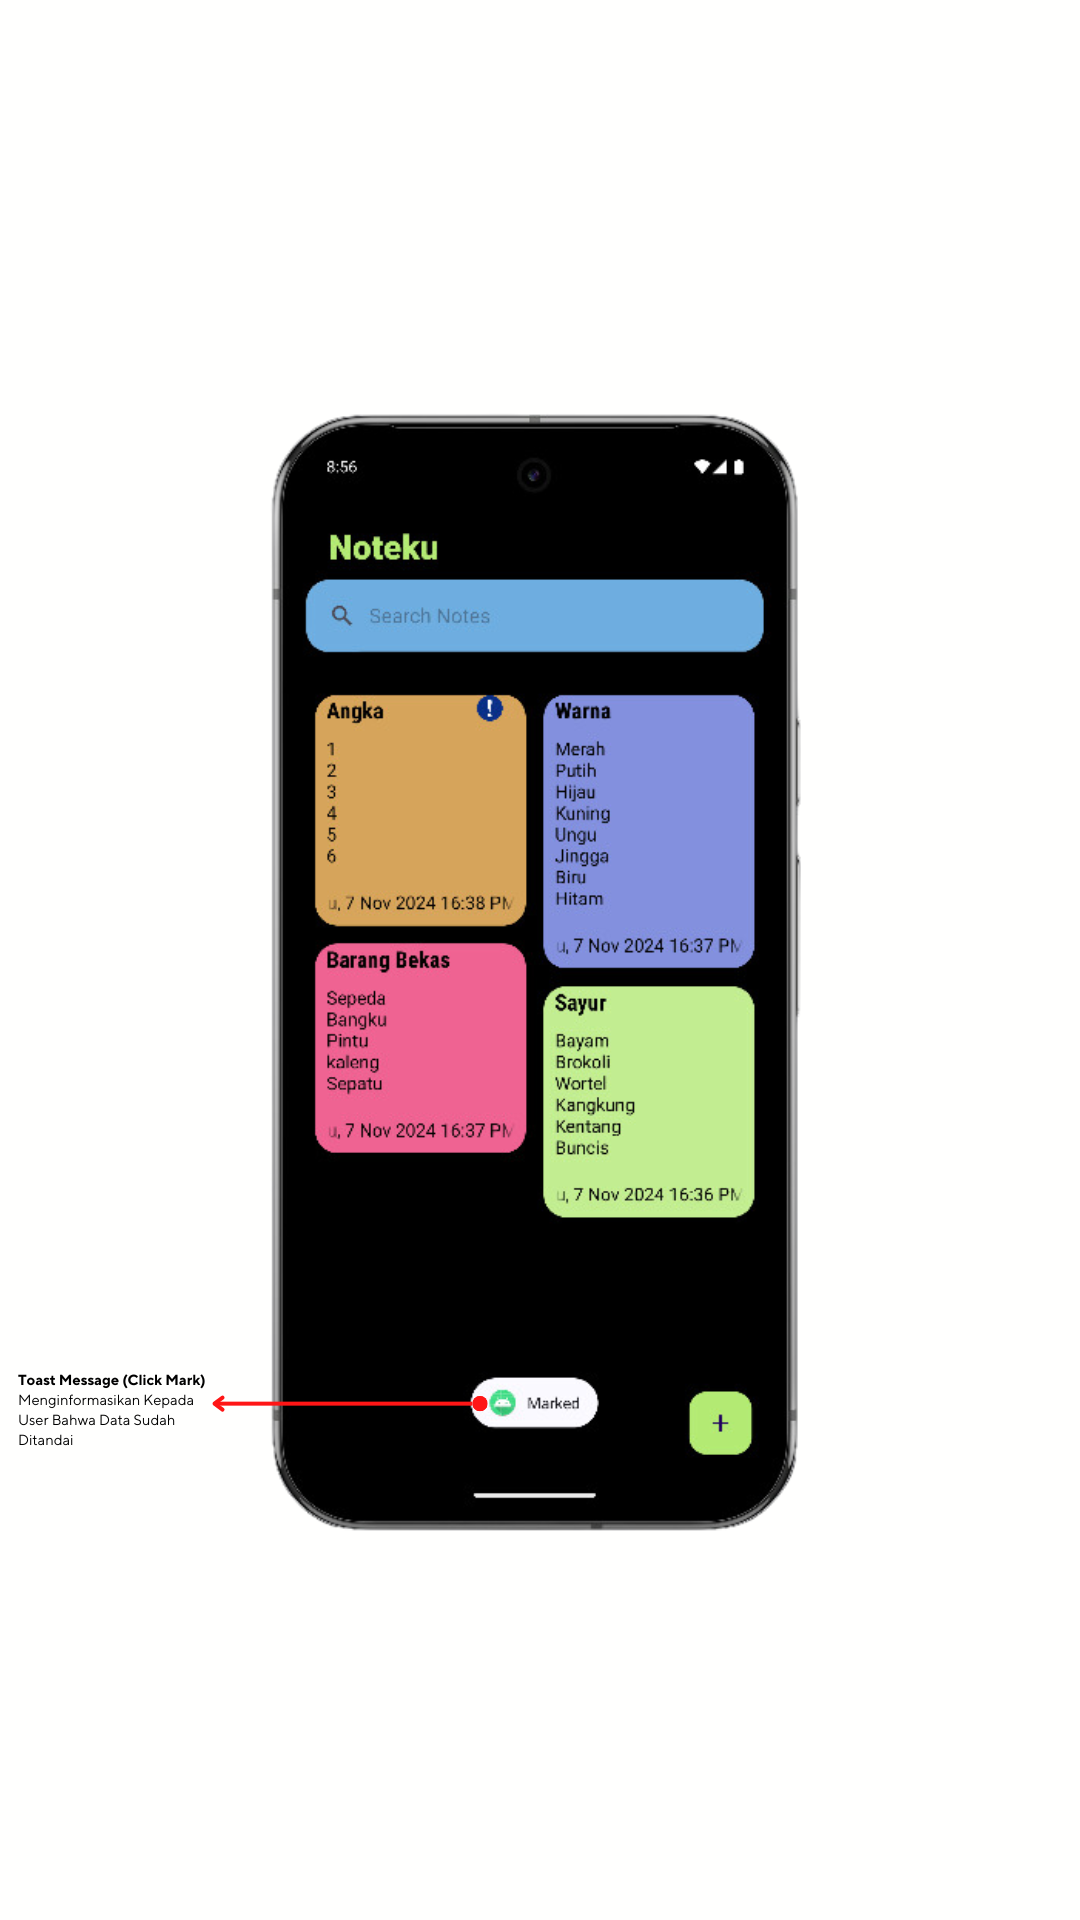 8:56
Noteku
Search Notes
Angka
1
2
3
4
5
6
u, 7 Nov 2024 16:38 PM
Warna
Merah
Putih
Hijau
Kuning
Ungu
Jingga
Biru
Hitam
u, 7 Nov 2024 16:37 PM
Barang Bekas
Sepeda
Bangku
Pintu
kaleng
Sepatu
u, 7 Nov 2024 16:37 PM
Sayur
Bayam
Brokoli
Wortel
Kangkung
Kentang
Buncis
u, 7 Nov 2024 16:36 PM
Toast Message (Click Mark)
Menginformasikan Kepada
User Bahwa Data Sudah
Ditandai
Marked
+